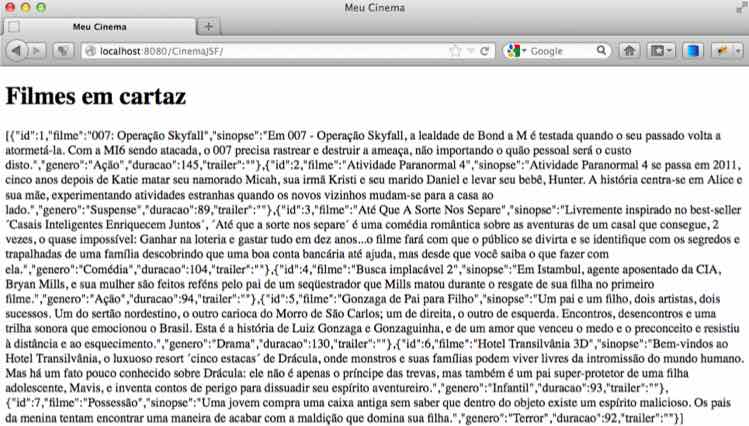 Meu Cinema
Meu Cinema
localhost:8080/CinemaJSF/
Google
Filmes em cartaz
[{"id":1,"filme":"007: Operação Skyfall","sinopse":"Em 007 - Operação Skyfall, a lealdade de Bond a M é testada quando o seu passado volta a
atormetá-la. Com a MI6 sendo atacada, o 007 precisa rastrear e destruir a ameaça, não importando o quão pessoal será o custo
disto.","genero":"Ação","duracao":145,"trailer":""},{"id":2,"filme":"Atividade Paranormal 4","sinopse":"Atividade Paranormal 4 se passa em 2011,
cinco anos depois de Katie matar seu namorado Micah, sua irmã Kristi e seu marido Daniel e levar seu bebê, Hunter. A história centra-se em Alice e
sua mãe, experimentando atividades estranhas quando os novos vizinhos mudam-se para a casa ao
lado.","genero":"Suspense","duracao":89,"trailer":""},{"id":3,"filme":"Até Que A Sorte Nos Separe","sinopse":"Livremente inspirado no best-seller
´Casais Inteligentes Enriquecem Juntos´, ´Até que a sorte nos separe´ é uma comédia romântica sobre as aventuras de um casal que consegue, 2
vezes, o quase impossível: Ganhar na loteria e gastar tudo em dez anos...o filme fará com que o público se divirta e se identifique com os segredos e
trapalhadas de uma família descobrindo que uma boa conta bancária até ajuda, mas desde que você saiba o que fazer com
ela.","genero":"Comédia","duracao":104,"trailer":""},{"id":4,"filme":"Busca implacável 2","sinopse":"Em Istambul, agente aposentado da CIA,
Bryan Mills, e sua mulher são feitos reféns pelo pai de um seqüestrador que Mills matou durante o resgate de sua filha no primeiro
filme.","genero":"Ação","duracao":94,"trailer":""},{"id":5,"filme":"Gonzaga de Pai para Filho","sinopse":"Um pai e um filho, dois artistas, dois
sucessos. Um do sertão nordestino, o outro carioca do Morro de São Carlos; um de direita, o outro de esquerda. Encontros, desencontros e uma
trilha sonora que emocionou o Brasil. Esta é a história de Luiz Gonzaga e Gonzaguinha, e de um amor que venceu o medo e o preconceito e resistiu
à distância e ao esquecimento.","genero":"Drama","duracao":130,"trailer":""},{"id":6,"filme":"Hotel Transilvânia 3D","sinopse":"Bem-vindos ao
Hotel Transilvânia, o luxuoso resort ´cinco estacas´ de Drácula, onde monstros e suas famílias podem viver livres da intromissão do mundo humano.
Mas há um fato pouco conhecido sobre Drácula: ele não é apenas o príncipe das trevas, mas também é um pai super-protetor de uma filha
adolescente, Mavis, e inventa contos de perigo para dissuadir seu espírito aventureiro.","genero":"Infantil","duracao":93,"trailer":""},
{"id":7,"filme":"Possessão","sinopse":"Uma jovem compra uma caixa antiga sem saber que dentro do objeto existe um espírito malicioso. Os pais
da menina tentam encontrar uma maneira de acabar com a maldição que domina sua filha.","genero":"Terror","duracao":92,"trailer":""}]